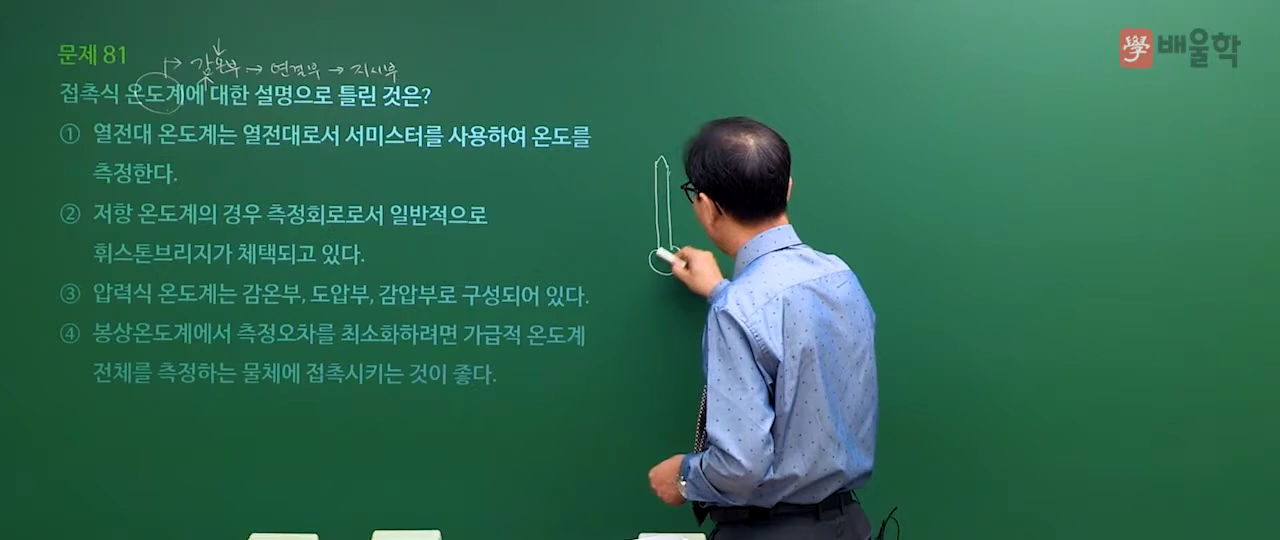 문제 81
學 배울학
감온부 → 연결부 → 지시부
접촉식 온도계에 대한 설명으로 틀린 것은?
① 열전대 온도계는 열전대로서 서미스터를 사용하여 온도를
측정한다.
② 저항 온도계의 경우 측정회로로서 일반적으로
휘스톤브리지가 채택되고 있다.
③ 압력식 온도계는 감온부, 도압부, 감압부로 구성되어 있다.
④ 봉상온도계에서 측정오차를 최소화하려면 가급적 온도계
전체를 측정하는 물체에 접촉시키는 것이 좋다.